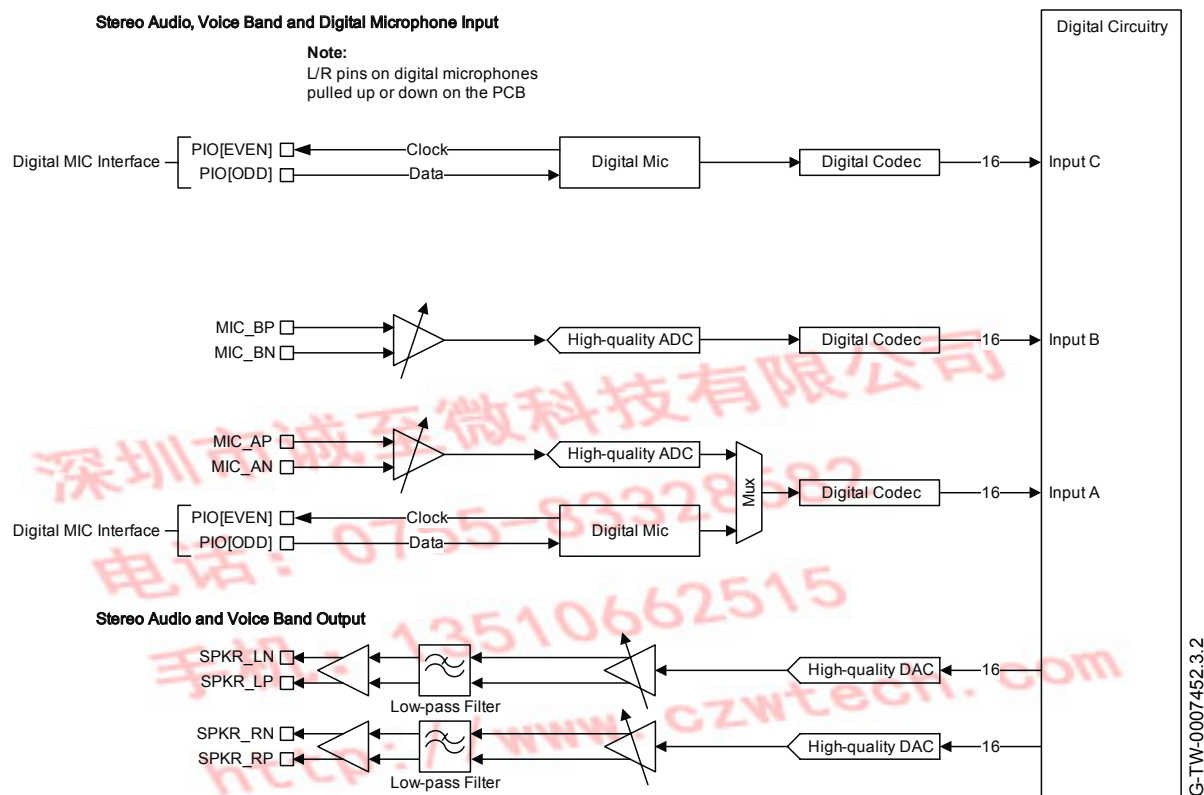 Stereo Audio, Voice Band and Digital Microphone Input
Digital Circuitry
Note:
L/R pins on digital microphones
pulled up or down on the PCB
Digital MIC Interface
PIO[EVEN]
PIO[ODD]
Clock
Data
Digital Mic
Digital Codec
16
Input C
MIC_BP
MIC_BN
High-quality ADC
Digital Codec
16
Input B
MIC_AP
MIC_AN
High-quality ADC
Mux
Digital Codec
16
Input A
Digital MIC Interface
PIO[EVEN]
PIO[ODD]
Clock
Data
Digital Mic
Stereo Audio and Voice Band Output
SPKR_LN
SPKR_LP
Low-pass Filter
High-quality DAC
16
SPKR_RN
SPKR_RP
Low-pass Filter
High-quality DAC
16
G-TW-0007452.3.2
深圳市诚至微科技有限公司
电话：0755-83328682
手机：13510662515
http://www.czwtech.com